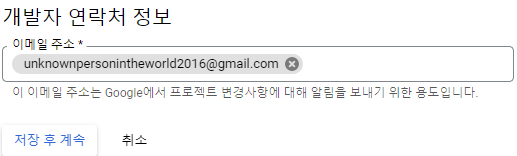 개발자 연락처 정보
이메일 주소 *
unknownpersonintheworld2016@gmail.com
이 이메일 주소는 Google에서 프로젝트 변경사항에 대해 알림을 보내기 위한 용도입니다.
저장 후 계속 취소